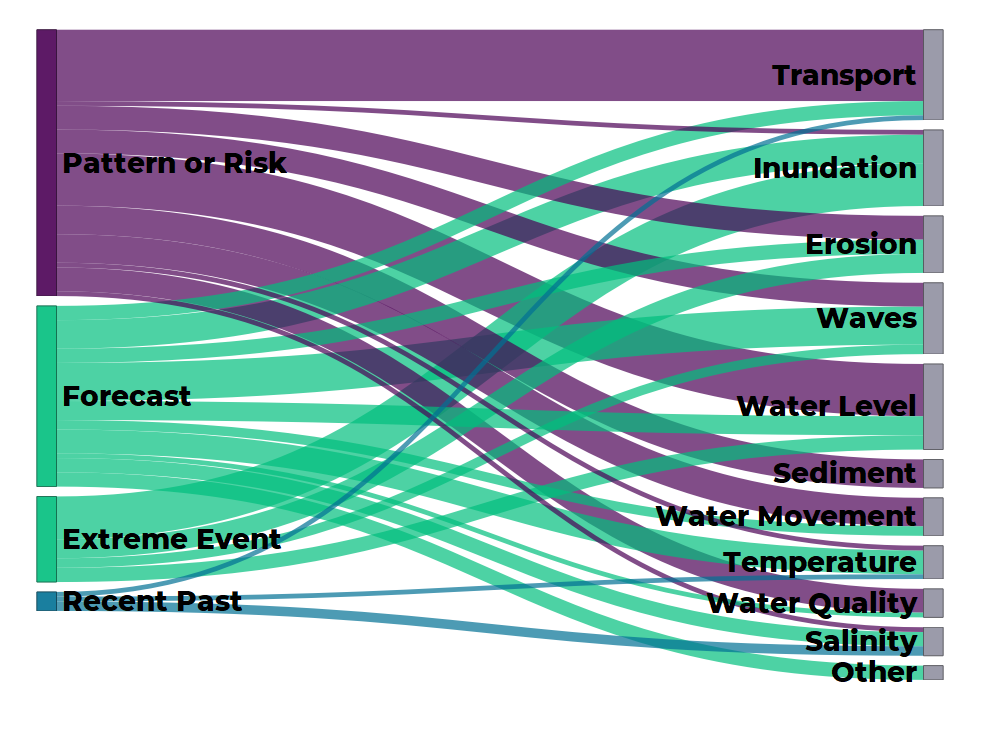 Pattern or Risk
Forecast
Extreme Event
Recent Past
Transport
Inundation
Erosion
Waves
Water Level
Sediment
Water Movement
Temperature
Water Quality
Salinity
Other